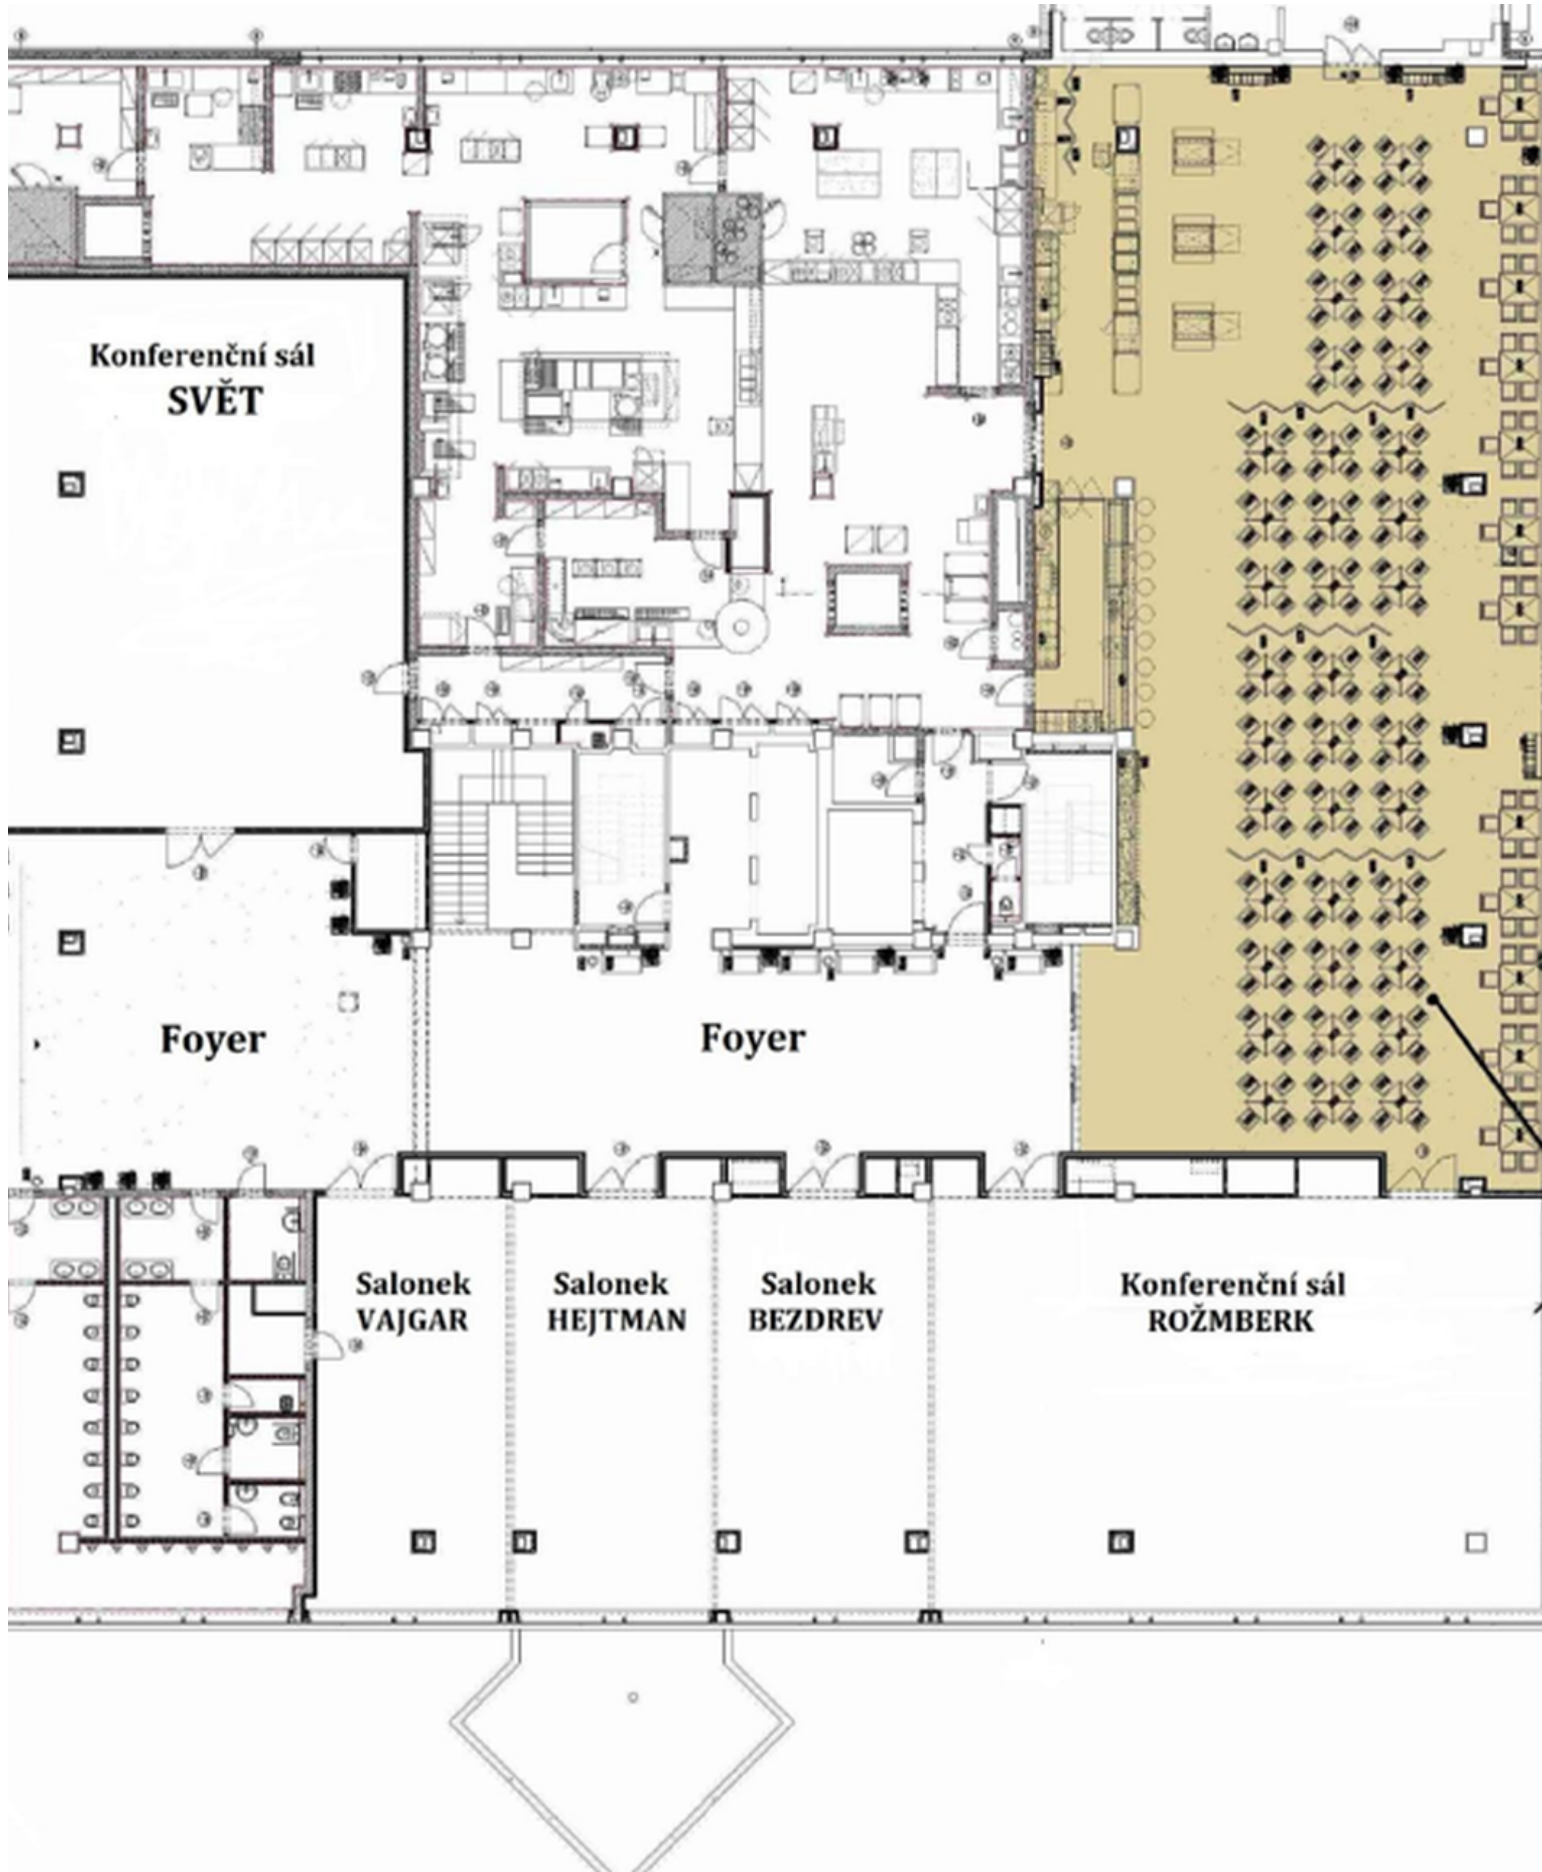 Konferenční sál
SVĚT
Foyer
Foyer
Salonek
VAJGAR
Salonek
HEJTMAN
Salonek
BEZDREV
Konferenční sál
ROŽMBERK